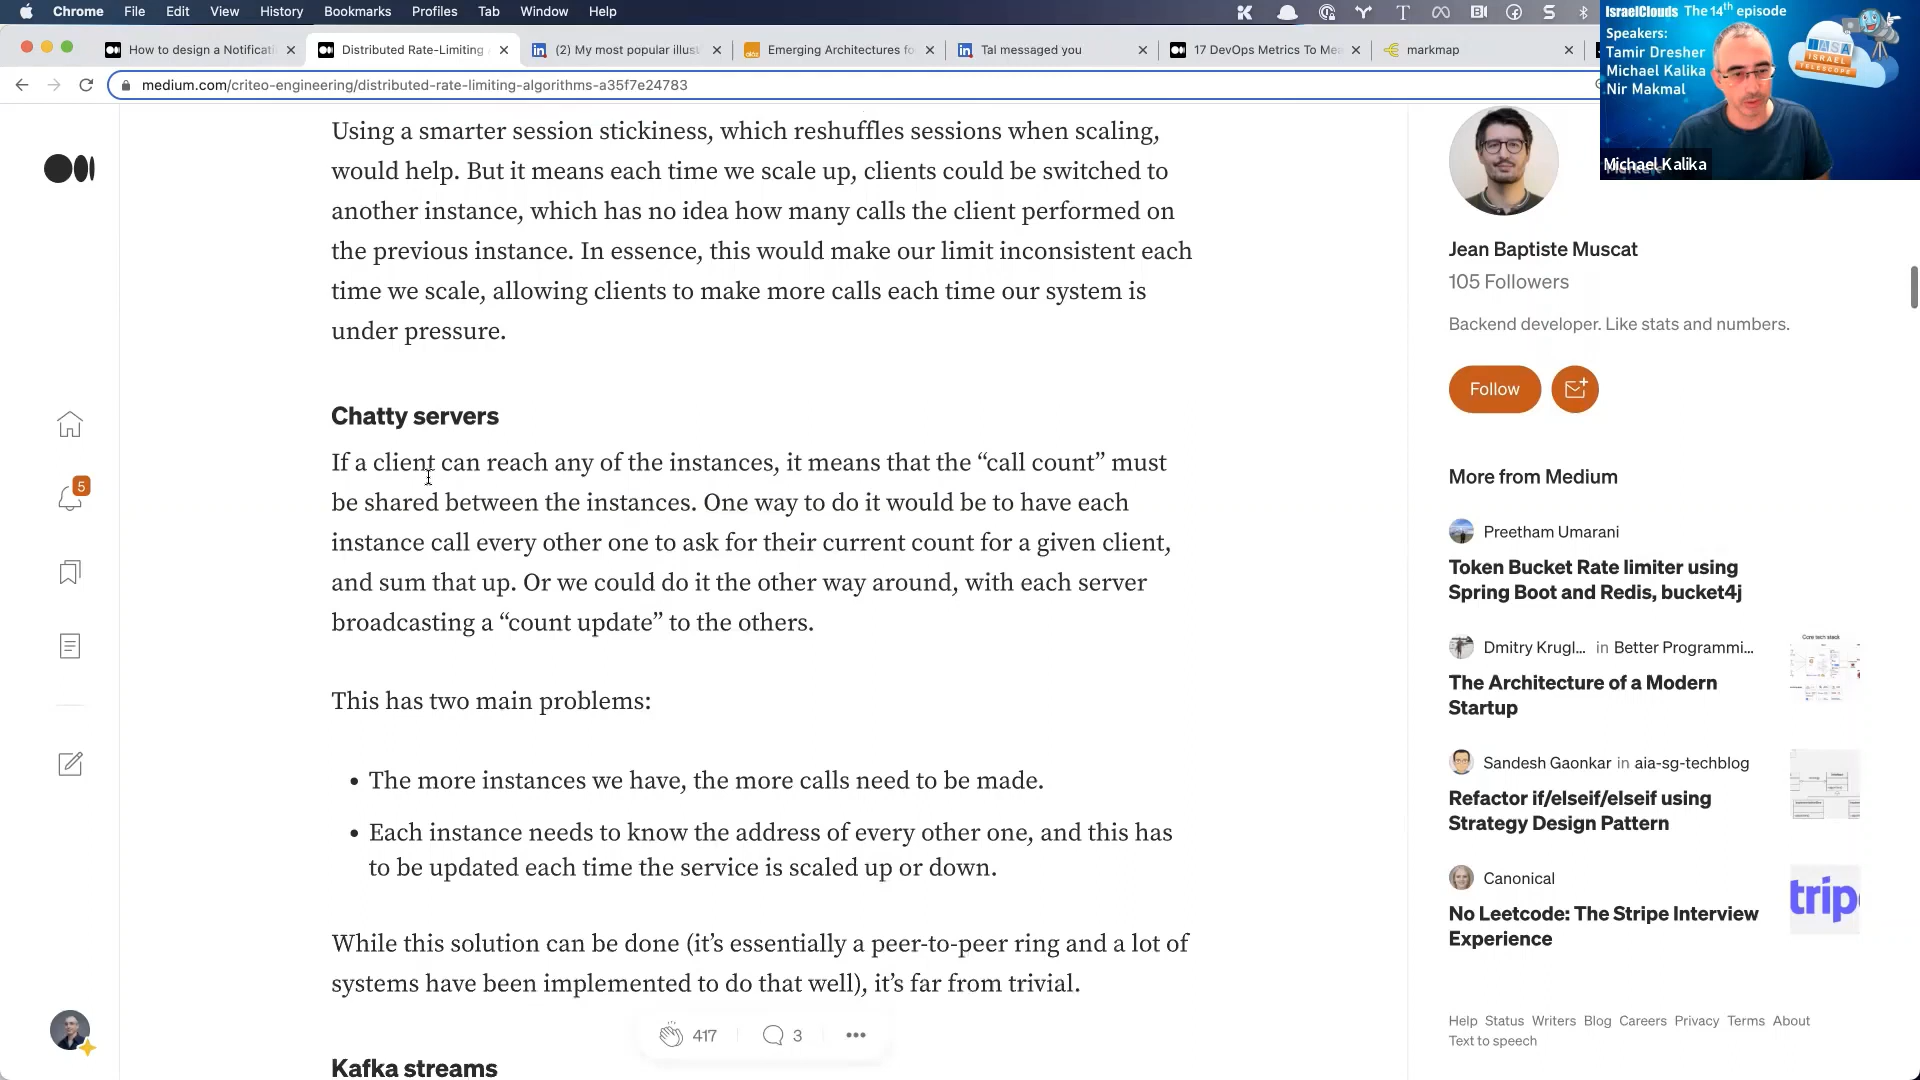 Chrome File Edit View History Bookmarks Profiles Tab Window Help
How to design a Notificati
Distributed Rate-Limiting
(2) My most popular illust
Emerging Architectures fo
Tal messaged you
17 DevOps Metrics To Me
markmap
medium.com/criteo-engineering/distributed-rate-limiting-algorithms-a35f7e24783
IsraelClouds The 14th episode
Speakers:
Tamir Dresher
Michael Kalika
Nir Makmal
IASA
ISRAEL
TELESCOPE
Michael Kalika
Using a smarter session stickiness, which reshuffles sessions when scaling,
would help. But it means each time we scale up, clients could be switched to
another instance, which has no idea how many calls the client performed on
the previous instance. In essence, this would make our limit inconsistent each
time we scale, allowing clients to make more calls each time our system is
under pressure.
Chatty servers
If a client can reach any of the instances, it means that the “call count” must
be shared between the instances. One way to do it would be to have each
instance call every other one to ask for their current count for a given client,
and sum that up. Or we could do it the other way around, with each server
broadcasting a “count update” to the others.
This has two main problems:
• The more instances we have, the more calls need to be made.
• Each instance needs to know the address of every other one, and this has
to be updated each time the service is scaled up or down.
While this solution can be done (it’s essentially a peer-to-peer ring and a lot of
systems have been implemented to do that well), it’s far from trivial.
417
3
Kafka streams
5
Jean Baptiste Muscat
105 Followers
Backend developer. Like stats and numbers.
Follow
More from Medium
Preetham Umarani
Token Bucket Rate limiter using
Spring Boot and Redis, bucket4j
Dmitry Krugl... in Better Programmi...
The Architecture of a Modern
Startup
Core tech stack
Sandesh Gaonkar in aia-sg-techblog
Refactor if/elseif/elseif using
Strategy Design Pattern
Canonical
No Leetcode: The Stripe Interview
Experience
trip
Help Status Writers Blog Careers Privacy Terms About
Text to speech